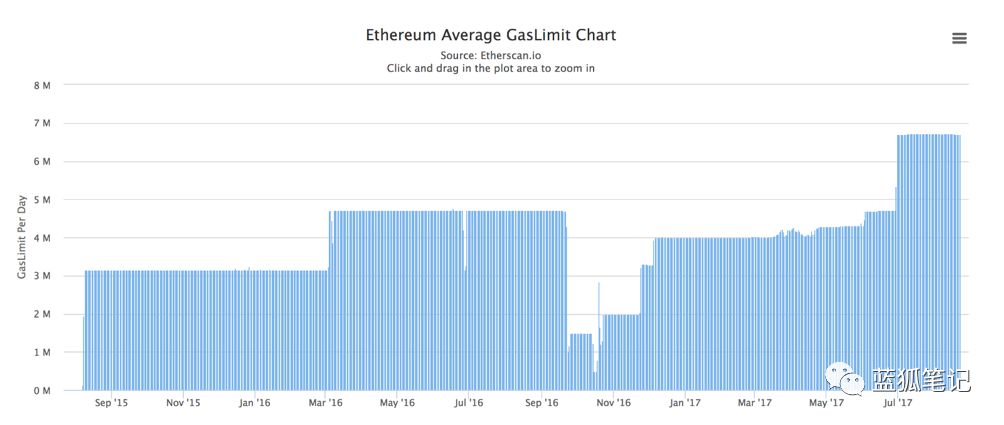 Ethereum Average GasLimit Chart
Source: Etherscan.io
Click and drag in the plot area to zoom in
8 M
7 M
6 M
5 M
4 M
3 M
2 M
1 M
0 M
GasLimit Per Day
Sep '15
Nov '15
Jan '16
Mar '16
May '16
Jul '16
Sep '16
Nov '16
Jan '17
Mar '17
May '17
Jul '17
蓝狐笔记